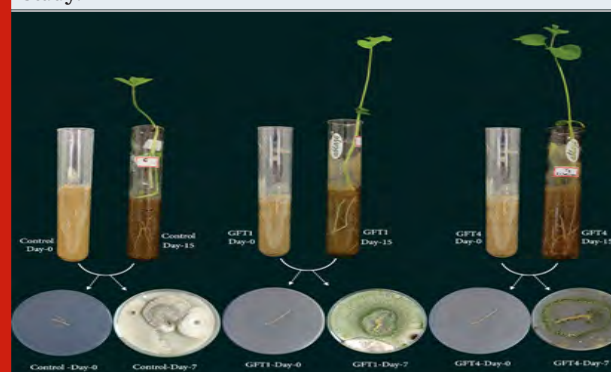 Control
Day-0
Control
Day-15
GFT1
Day-0
GFT1
Day-15
GFT4
Day-0
GFT4
Day-15
Control -Day-0
Control-Day-7
GFT1-Day-0
GFT1-Day-7
GFT4-Day-0
GFT4-Day-7